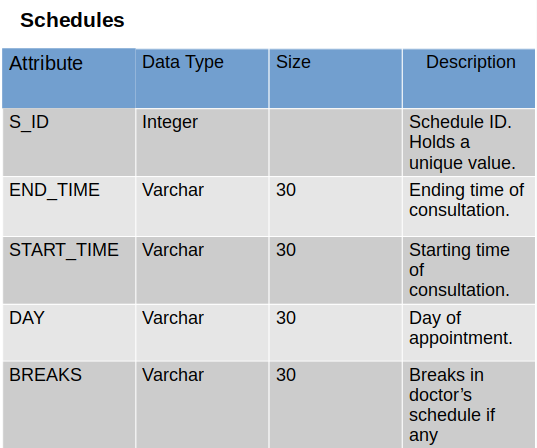 Schedules
Attribute Data Type Size Description
S_ID Integer Schedule ID.
Holds a
unique value.
END_TIME Varchar 30 Ending time of
consultation.
START_TIME Varchar 30 Starting time
of
consultation.
DAY Varchar 30 Day of
appointment.
BREAKS Varchar 30 Breaks in
doctor’s
schedule if
any